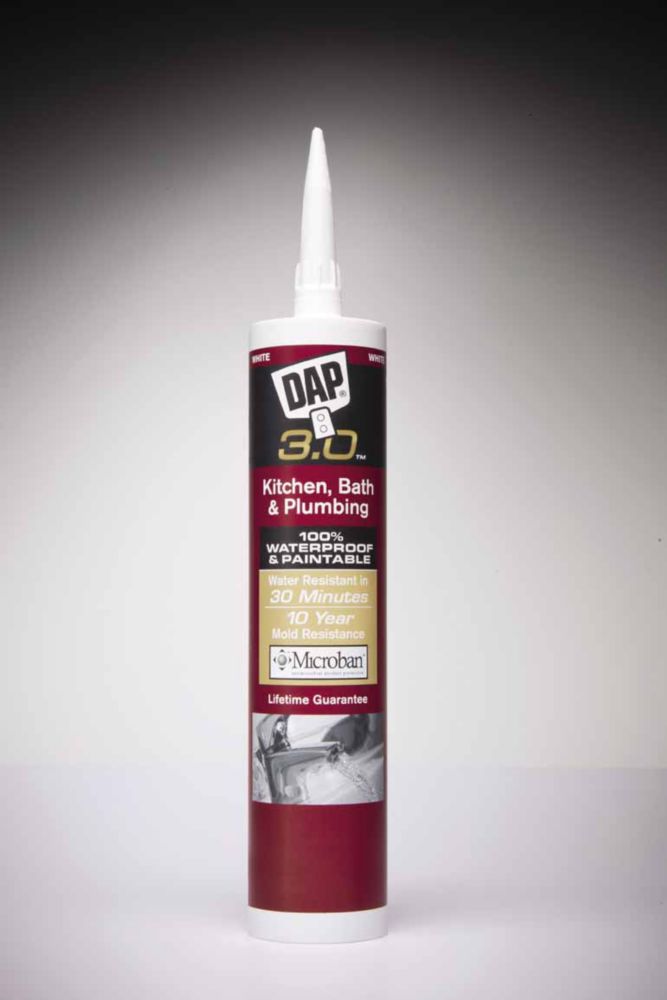 WHITE WHITE
DAP®
3.0™
Kitchen, Bath
& Plumbing
100%
WATERPROOF
& PAINTABLE
Water Resistant in
30 Minutes
10 Year
Mold Resistance
Microban
Lifetime Guarantee